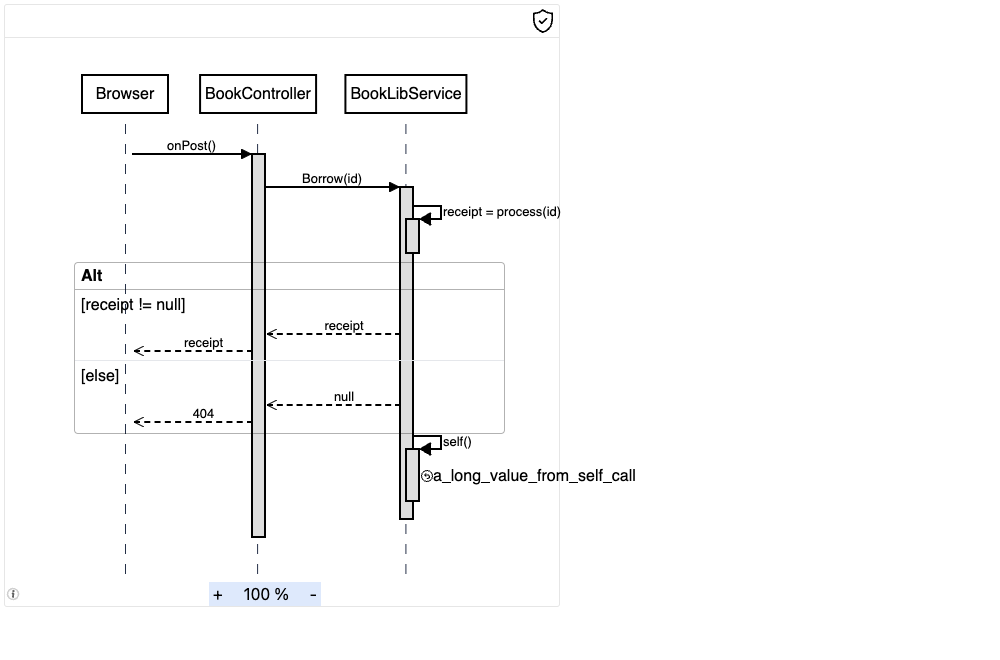 Browser
BookController
BookLibService
onPost()
Borrow(id)
receipt = process(id)
Alt
[receipt != null]
receipt
receipt
[else]
null
404
self()
a_long_value_from_self_call
+ 100 % -